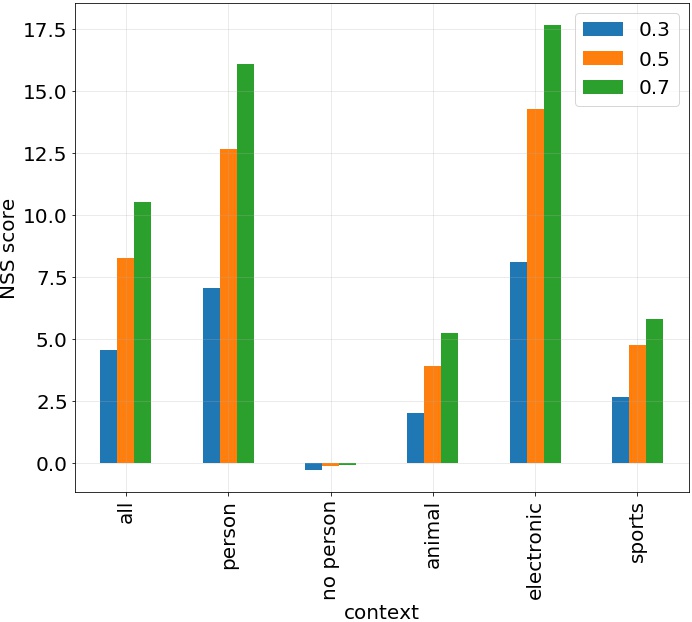 17.5
15.0
12.5
10.0
7.5
5.0
2.5
0.0
NSS score
0.3
0.5
0.7
all
person
no person
animal
electronic
sports
context